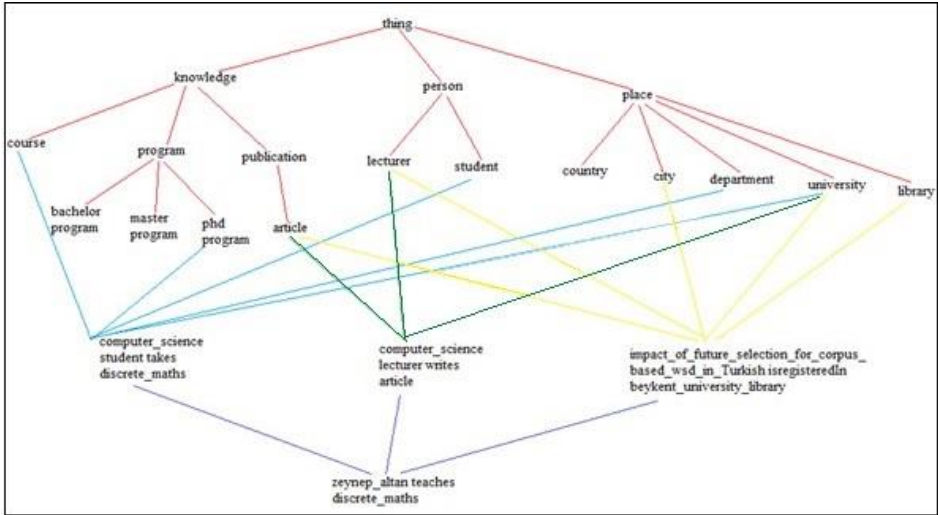 thing
knowledge
person
place
course
program
publication
lecturer
student
country
city
department
university
library
bachelor
program
master
program
phd
program
article
computer_science
student takes
discrete_maths
computer_science
lecturer writes
article
impact_of_future_selection_for_corpus_
based_wsd_in_Turkish isregisteredIn
beykent_university_library
zeynep_altan teaches
discrete_maths